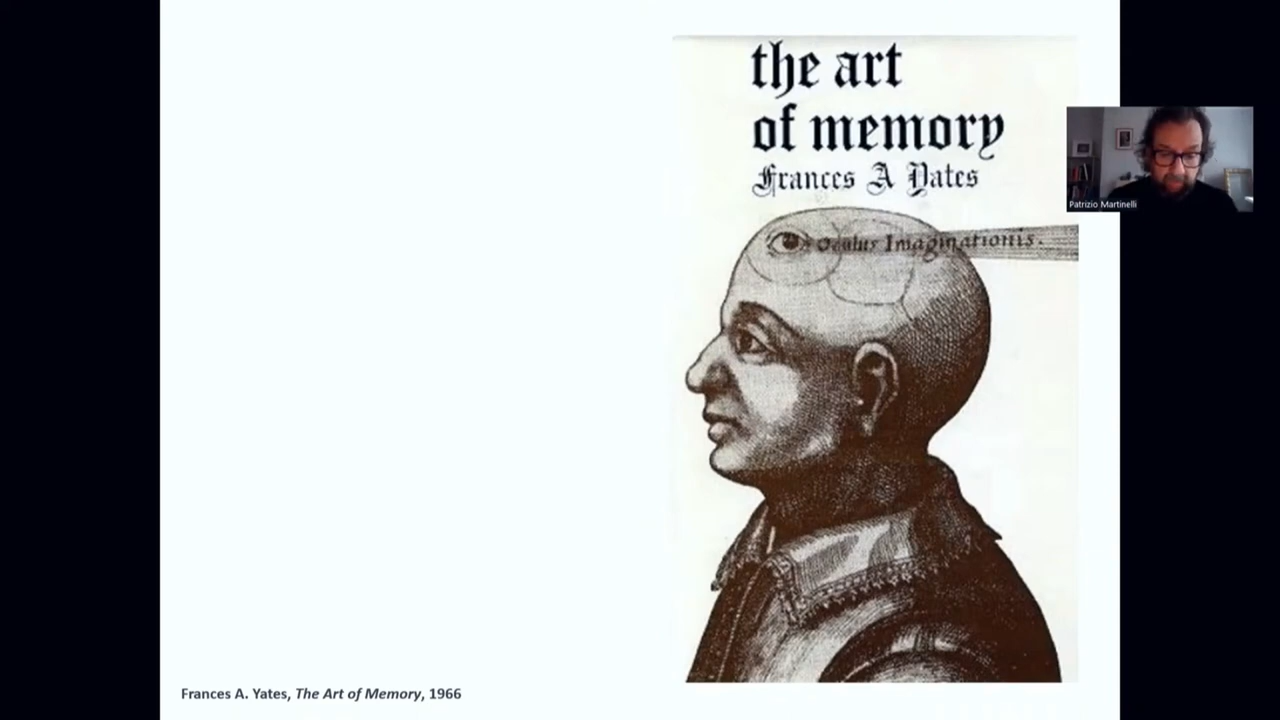 the art
of memory
Frances A Yates
Oculus Imaginationis.
Patrizio Martinelli
Frances A. Yates, The Art of Memory, 1966